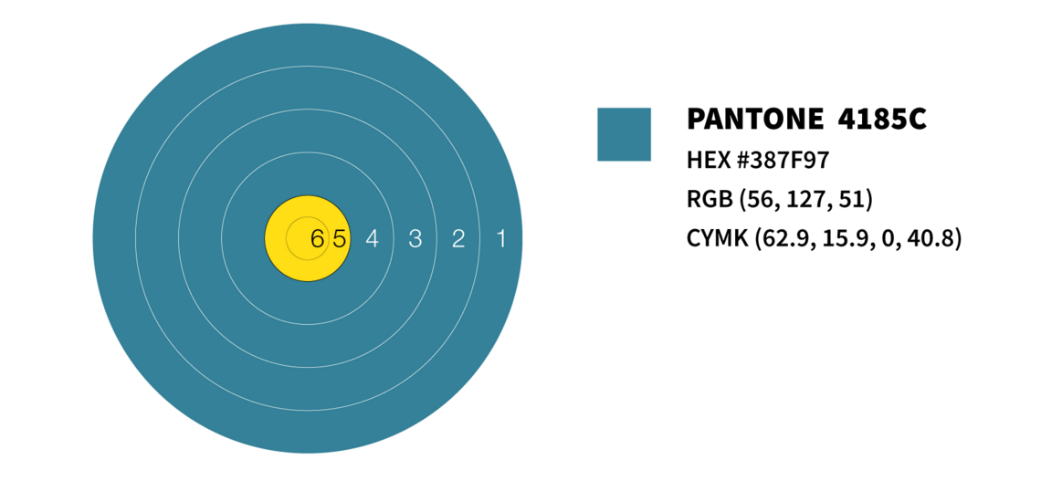 6 5 4 3 2 1
PANTONE 4185C
HEX #387F97
RGB (56, 127, 51)
CYMK (62.9, 15.9, 0, 40.8)